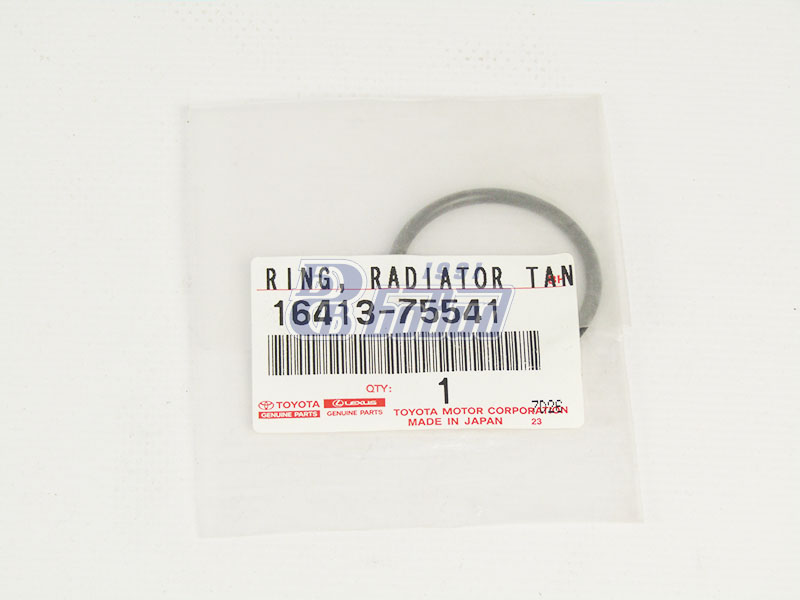 RING, RADIATOR TAN
16413-75541
QTY: 1
TOYOTA
GENUINE PARTS
LEXUS
GENUINE PARTS
TOYOTA MOTOR CORPORATION
MADE IN JAPAN
23
1991